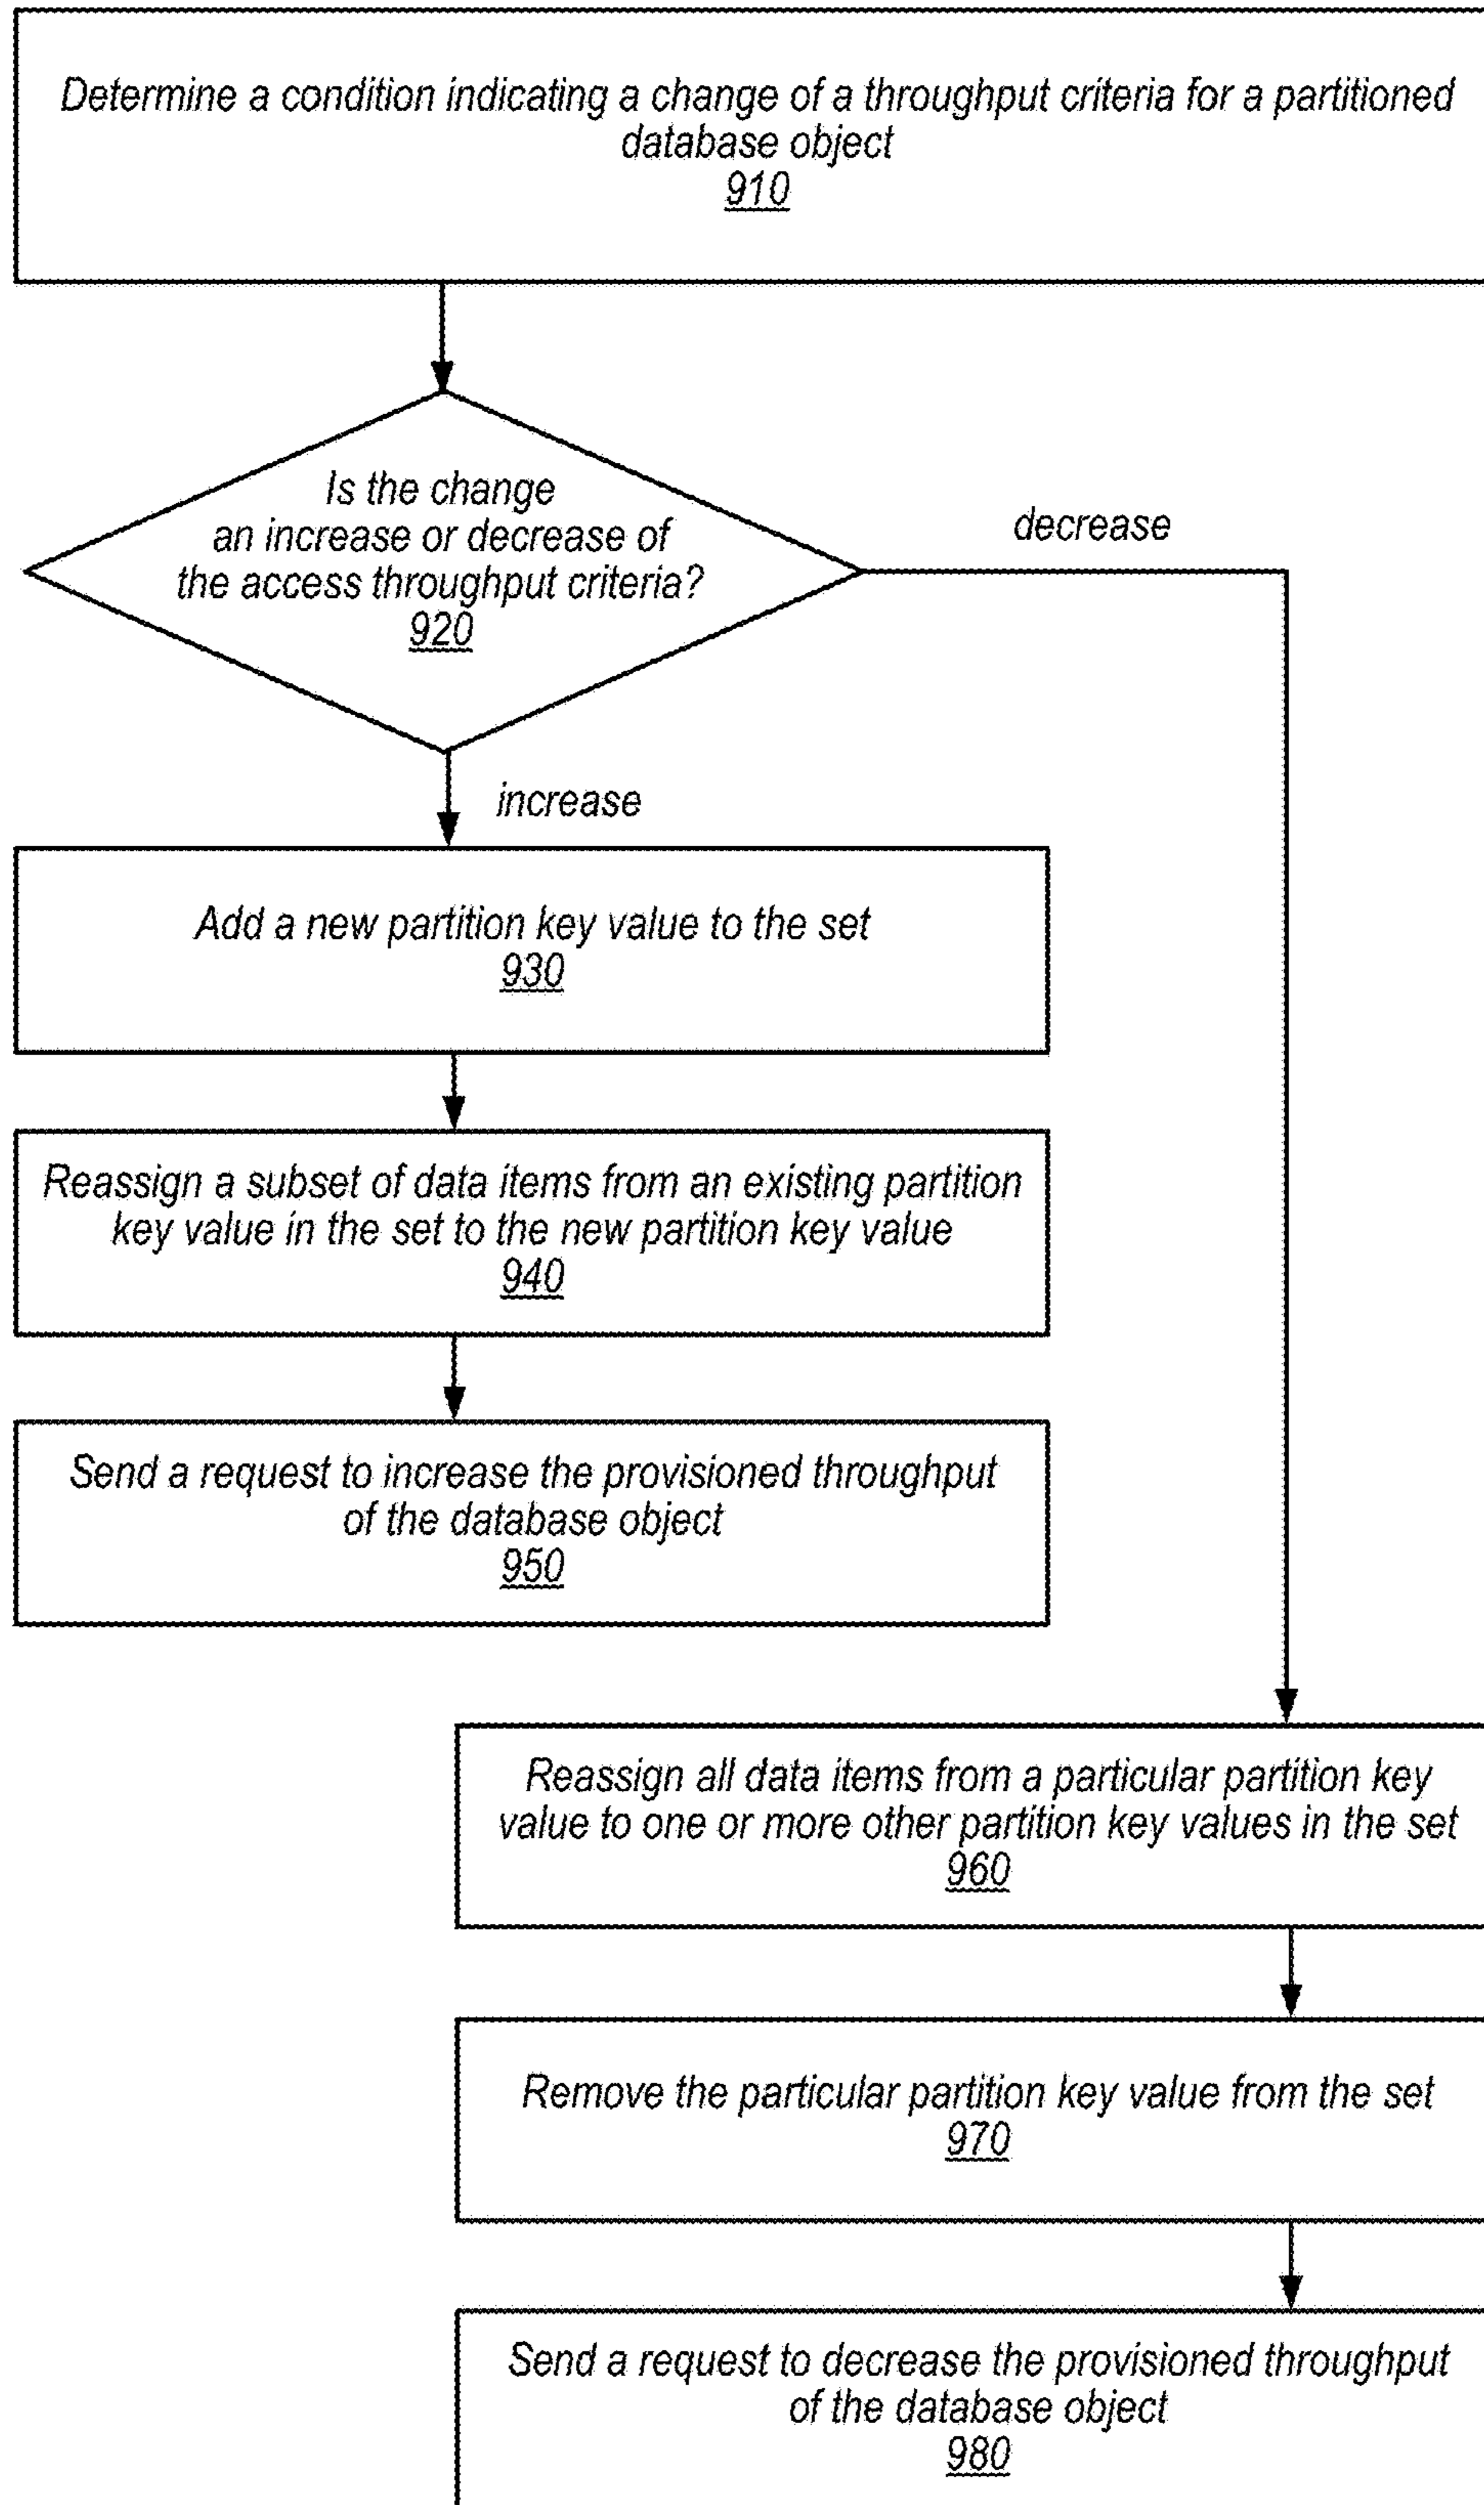 Determine a condition indicating a change of a throughput criteria for a partitioned
database object
910
Is the change
an increase or decrease of
the access throughput criteria?
920
decrease
increase
Add a new partition key value to the set
930
Reassign a subset of data items from an existing partition
key value in the set to the new partition key value
940
Send a request to increase the provisioned throughput
of the database object
950
Reassign all data items from a particular partition key
value to one or more other partition key values in the set
960
Remove the particular partition key value from the set
970
Send a request to decrease the provisioned throughput
of the database object
980